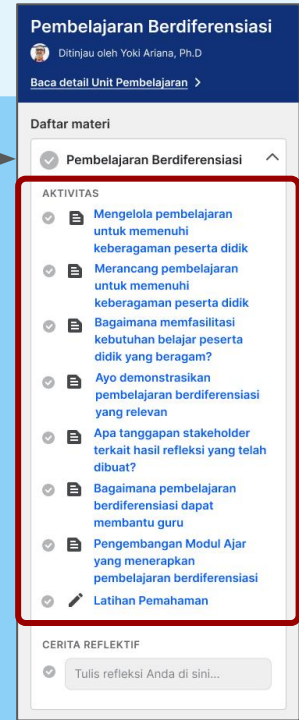 Pembelajaran Berdiferensiasi
Ditinjau oleh Yoki Ariana, Ph.D
Baca detail Unit Pembelajaran >
Daftar materi
Pembelajaran Berdiferensiasi
AKTIVITAS
Mengelola pembelajaran
untuk memenuhi
keberagaman peserta didik
Merancang pembelajaran
untuk memenuhi
keberagaman peserta didik
Bagaimana memfasilitasi
kebutuhan belajar peserta
didik yang beragam?
Ayo demonstrasikan
pembelajaran berdiferensiasi
yang relevan
Apa tanggapan stakeholder
terkait hasil refleksi yang telah
dibuat?
Bagaimana pembelajaran
berdiferensiasi dapat
membantu guru
Pengembangan Modul Ajar
yang menerapkan
pembelajaran berdiferensiasi
Latihan Pemahaman
CERITA REFLEKTIF
Tulis refleksi Anda di sini...